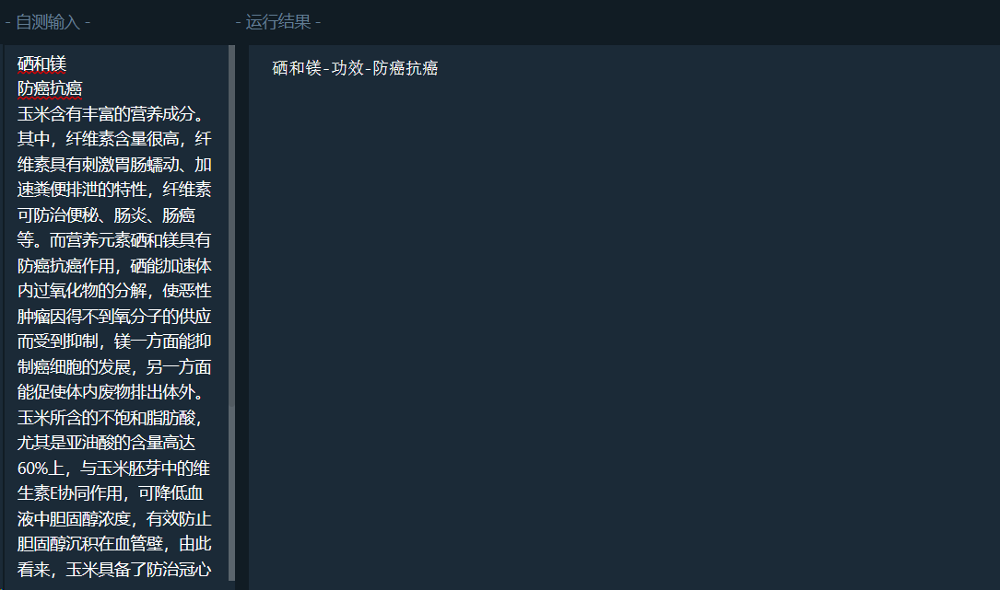 - 自测输入 -
- 运行结果 -
硒和镁
防癌抗癌
玉米含有丰富的营养成分。
其中，纤维素含量很高，纤
维素具有刺激胃肠蠕动、加
速粪便排泄的特性，纤维素
可防治便秘、肠炎、肠癌
等。而营养元素硒和镁具有
防癌抗癌作用，硒能加速体
内过氧化物的分解，使恶性
肿瘤因得不到氧分子的供应
而受到抑制，镁一方面能抑
制癌细胞的发展，另一方面
能促使体内废物排出体外。
玉米所含的不饱和脂肪酸，
尤其是亚油酸的含量高达
60%上，与玉米胚芽中的维
生素E协同作用，可降低血
液中胆固醇浓度，有效防止
胆固醇沉积在血管壁，由此
看来，玉米具备了防治冠心
硒和镁-功效-防癌抗癌